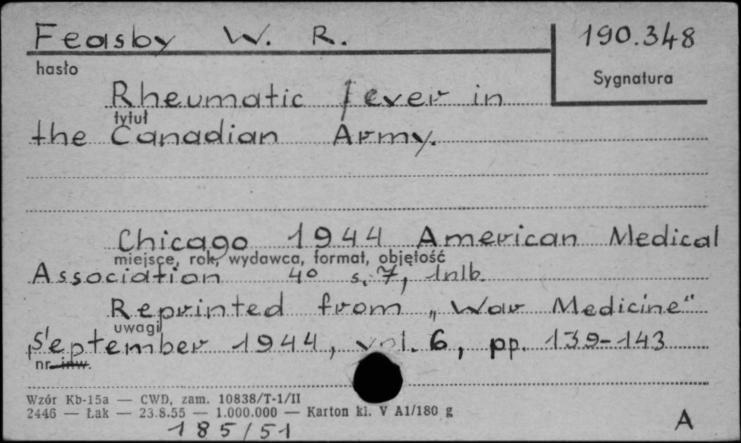 Feasby W. R.
190.348
hasło
Sygnatura
Rheumatic fever in
tytuł
the Canadian Army.
Chicago 1944 American Medical
miejsce, rok, wydawca, format, objętość
Association 4° s. 7, 1nlb.
Reprinted from „War Medicine"
uwagi
September 1944, vol. 6, pp. 139-143
nr inw.
Wzór Kb-15a — CWD, zam. 10838/T-1/II
2446 — Łak — 23.8.55 — 1.000.000 — Karton kl. V A1/180 g
185/51
A